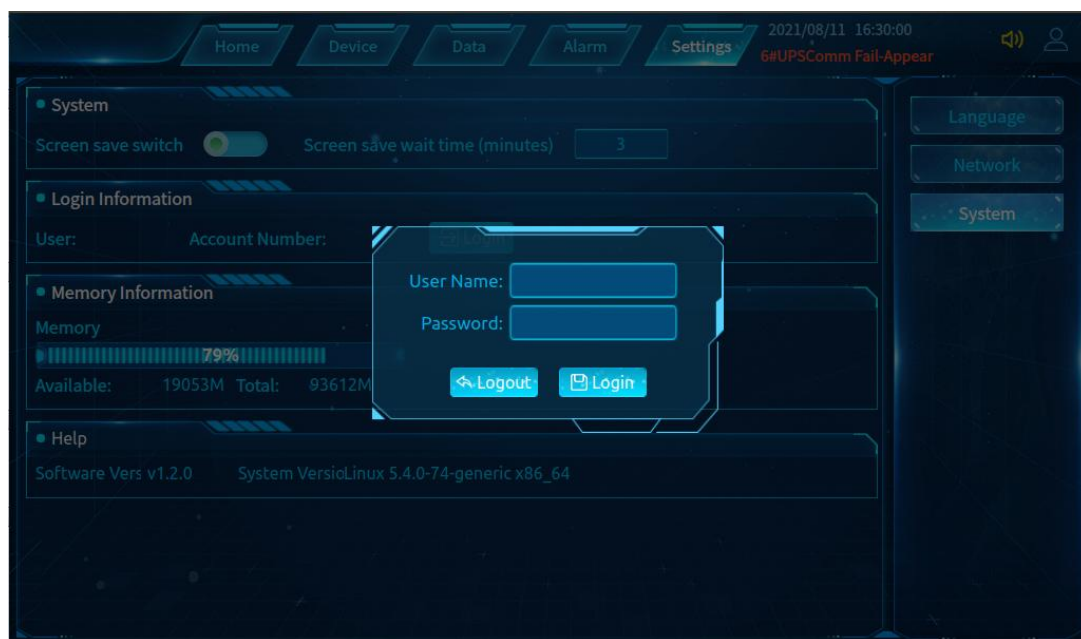 Home Device Data Alarm Settings
2021/08/11 16:30:00
6#UPSComm Fail-Appear
System
Screen save switch Screen save wait time (minutes) 3
Login Information
User: Account Number: Login
Memory Information
Memory
79%
Available: 19053M Total: 93612M
Help
Software Vers v1.2.0 System VersioLinux 5.4.0-74-generic x86_64
User Name:
Password:
Logout Login
Language
Network
System